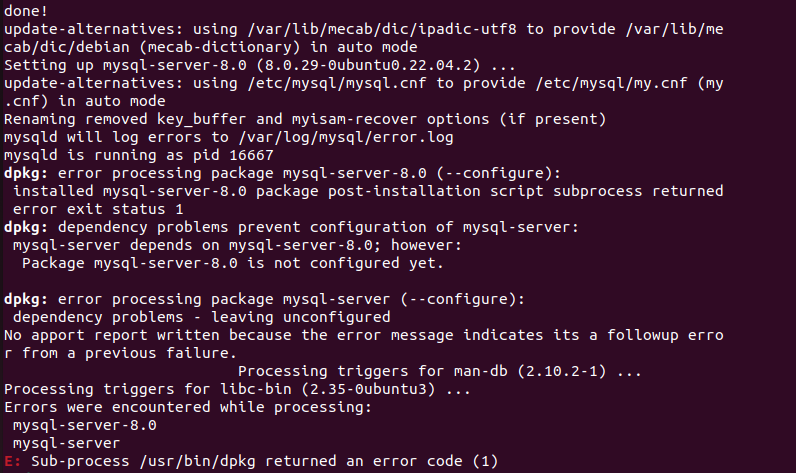 done!
update-alternatives: using /var/lib/mecab/dic/ipadic-utf8 to provide /var/lib/me
cab/dic/debian (mecab-dictionary) in auto mode
Setting up mysql-server-8.0 (8.0.29-0ubuntu0.22.04.2) ...
update-alternatives: using /etc/mysql/mysql.cnf to provide /etc/mysql/my.cnf (my
.cnf) in auto mode
Renaming removed key_buffer and myisam-recover options (if present)
mysqld will log errors to /var/log/mysql/error.log
mysqld is running as pid 16667
dpkg: error processing package mysql-server-8.0 (--configure):
 installed mysql-server-8.0 package post-installation script subprocess returned
 error exit status 1
dpkg: dependency problems prevent configuration of mysql-server:
 mysql-server depends on mysql-server-8.0; however:
  Package mysql-server-8.0 is not configured yet.

dpkg: error processing package mysql-server (--configure):
 dependency problems - leaving unconfigured
No apport report written because the error message indicates its a followup erro
r from a previous failure.
                          Processing triggers for man-db (2.10.2-1) ...
Processing triggers for libc-bin (2.35-0ubuntu3) ...
Errors were encountered while processing:
 mysql-server-8.0
 mysql-server
E: Sub-process /usr/bin/dpkg returned an error code (1)